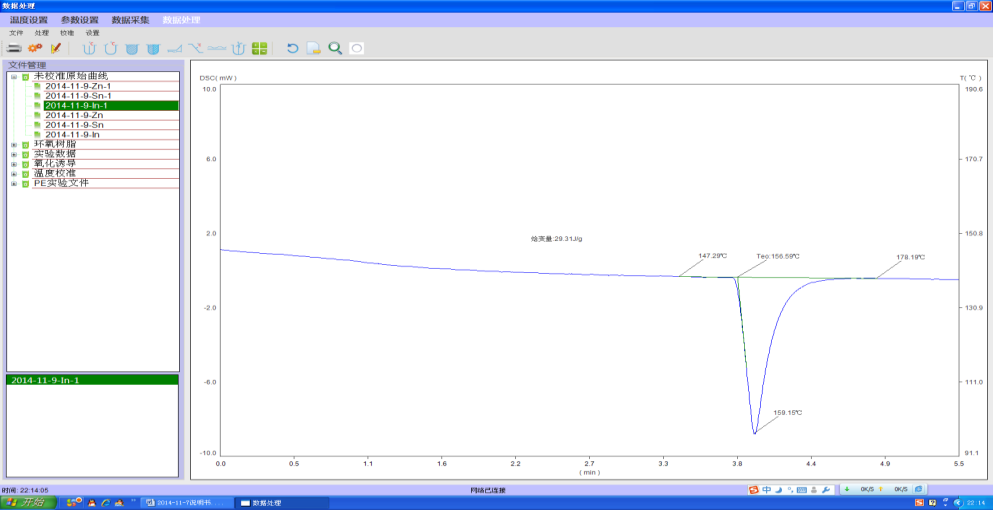 数据处理
温度设置 参数设置 数据采集 数据处理
文件 处理 校准 设置
文件管理
未校准原始曲线
2014-11-9-Zn-1
2014-11-9-Sn-1
2014-11-9-In-1
2014-11-9-Zn
2014-11-9-Sn
2014-11-9-In
环氧树脂
实验数据
氧化诱导
温度校准
PE实验文件
2014-11-9-In-1
DSC( mW )
T( ℃ )
10.0
6.0
2.0
-2.0
-6.0
-10.0
190.6
170.7
150.8
130.9
111.0
91.1
焓变量:29.31J/g
147.29℃
Teo:156.59℃
178.19℃
159.15℃
0.0 0.5 1.1 1.6 2.2 2.7 3.3 3.8 4.4 4.9 5.5
( min )
时间: 22:14:05
网络已连接
中
0K/S 0K/S
开始
2014-11-7说明书
数据处理
22:14